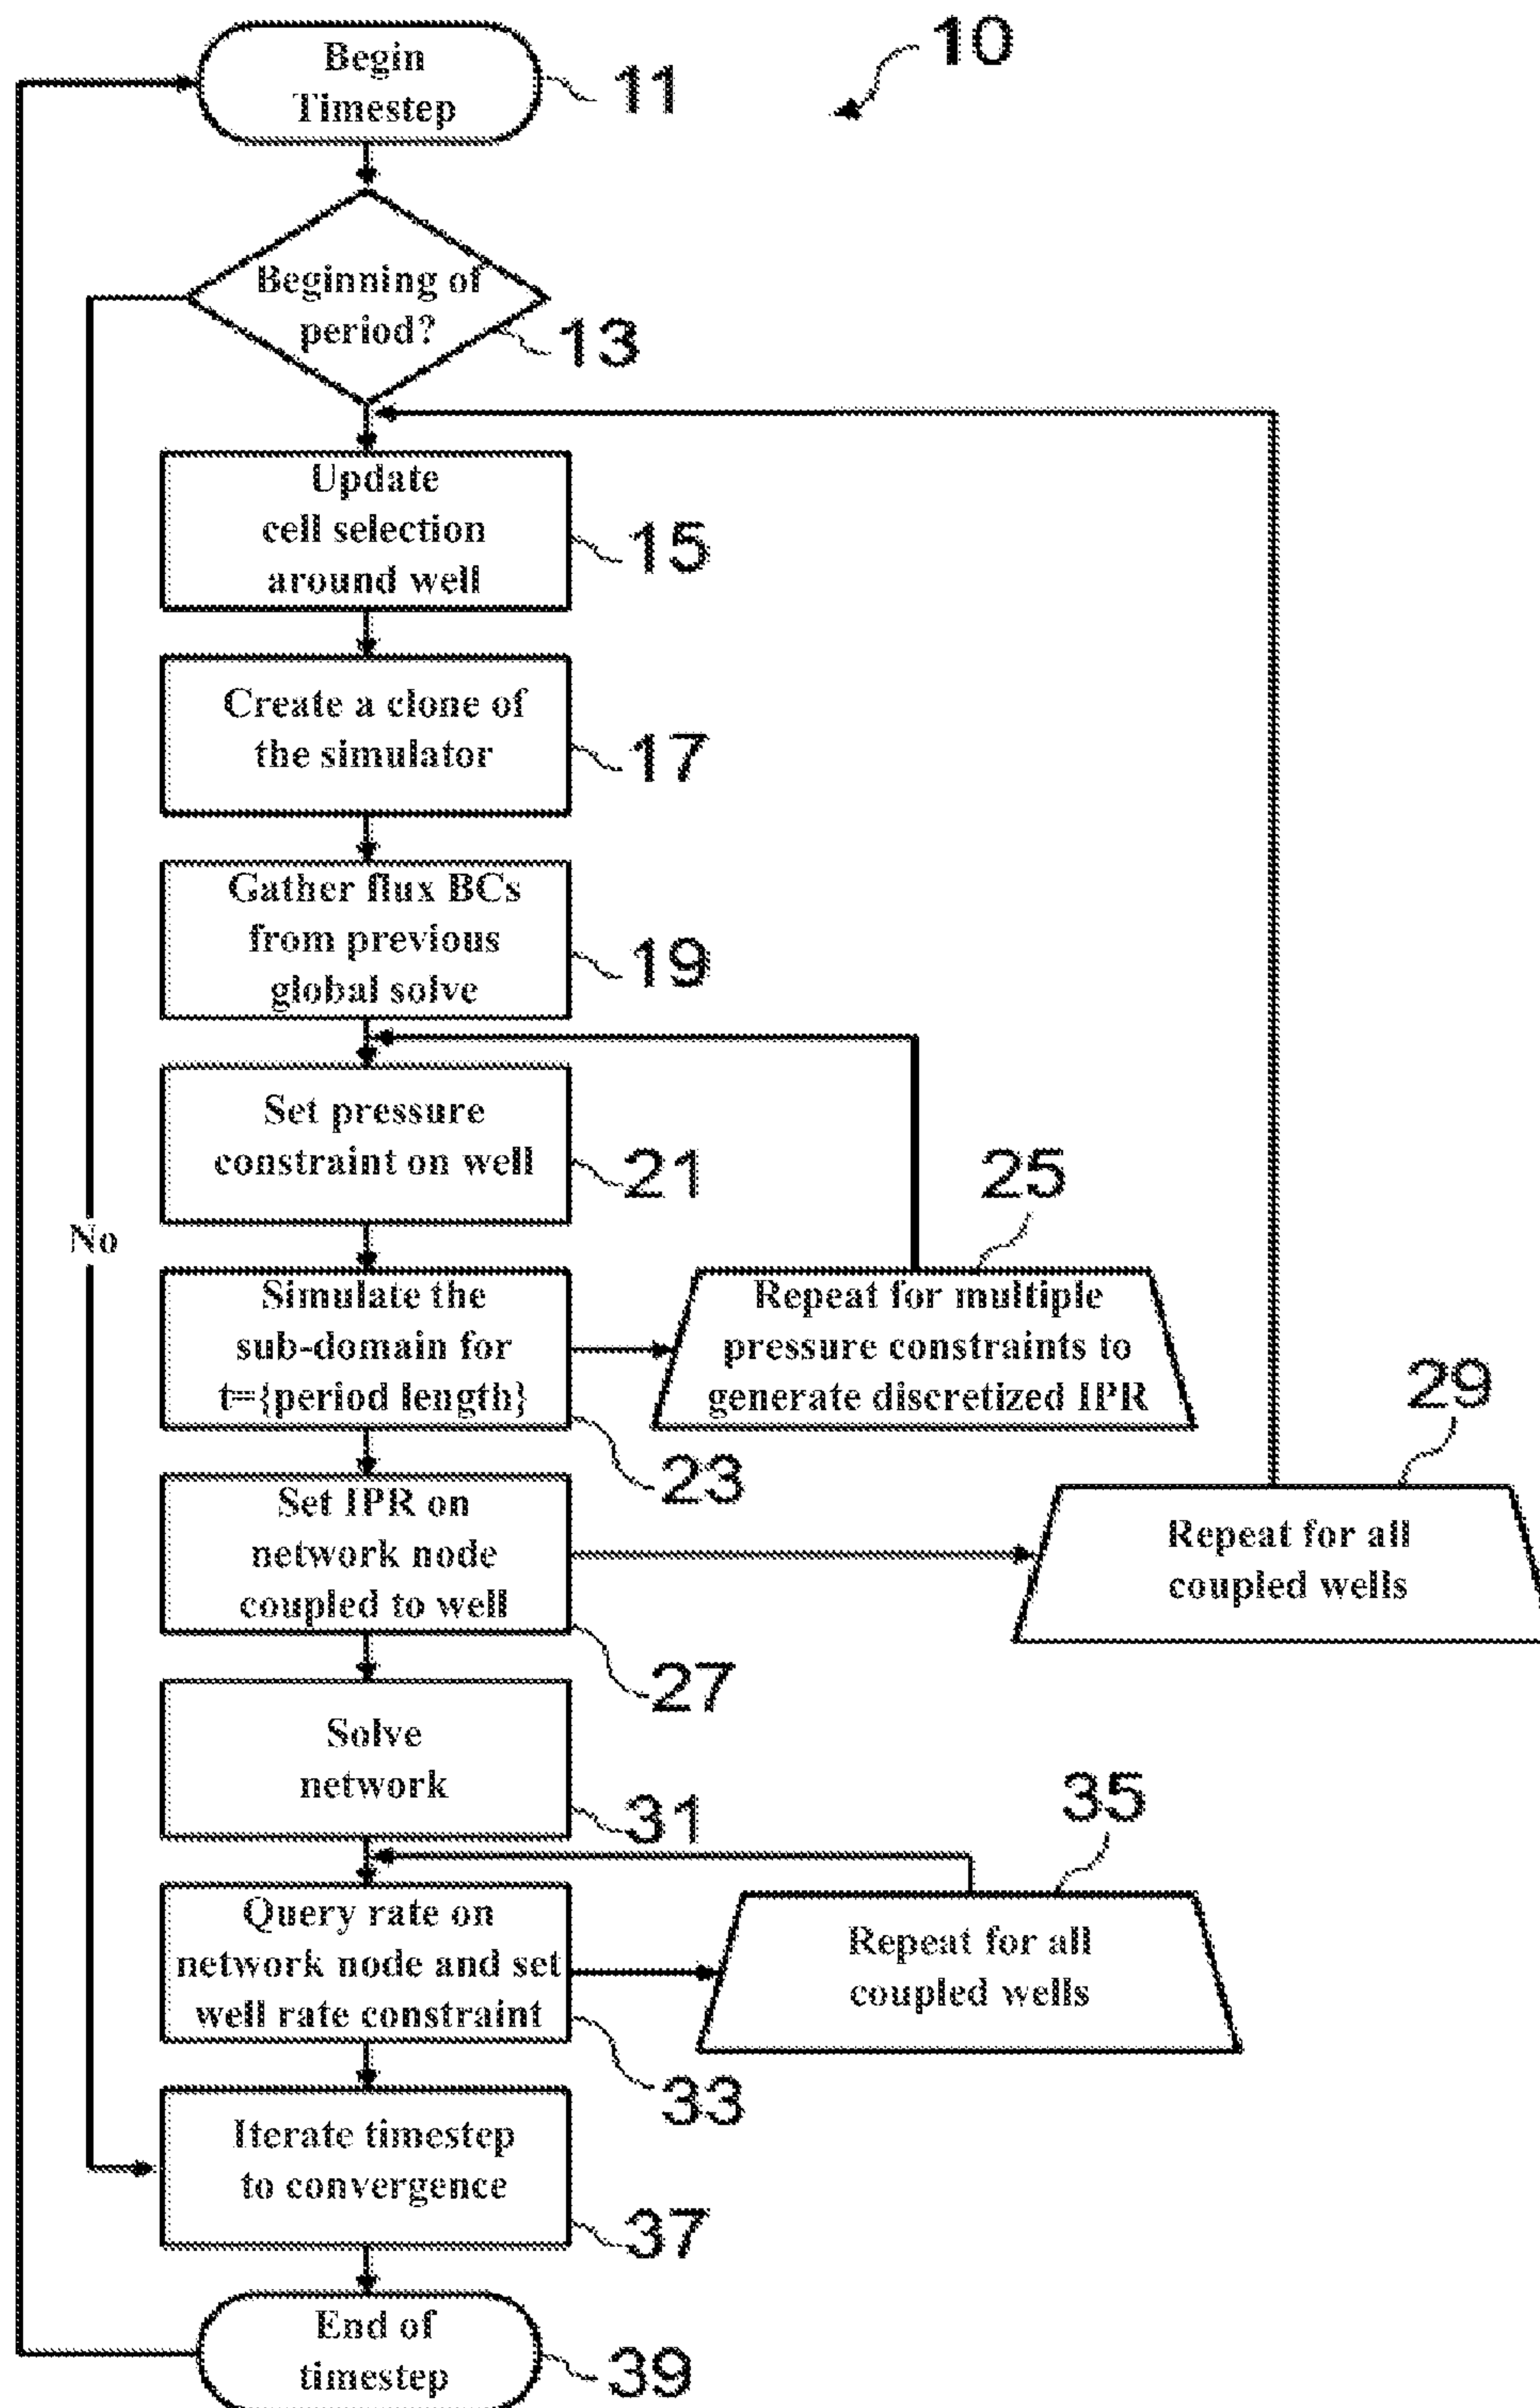 10
Begin
Timestep
11
Beginning of
period?
13
Update
cell selection
around well
15
Create a clone of
the simulator
17
Gather flux BCs
from previous
global solve
19
Set pressure
constraint on well
21
25
No
Simulate the
sub-domain for
t={period length}
23
Repeat for multiple
pressure constraints to
generate discretized IPR
29
Set IPR on
network node
coupled to well
27
Repeat for all
coupled wells
Solve
network
31
35
Query rate on
network node and set
well rate constraint
33
Repeat for all
coupled wells
Iterate timestep
to convergence
37
End of
timestep
39